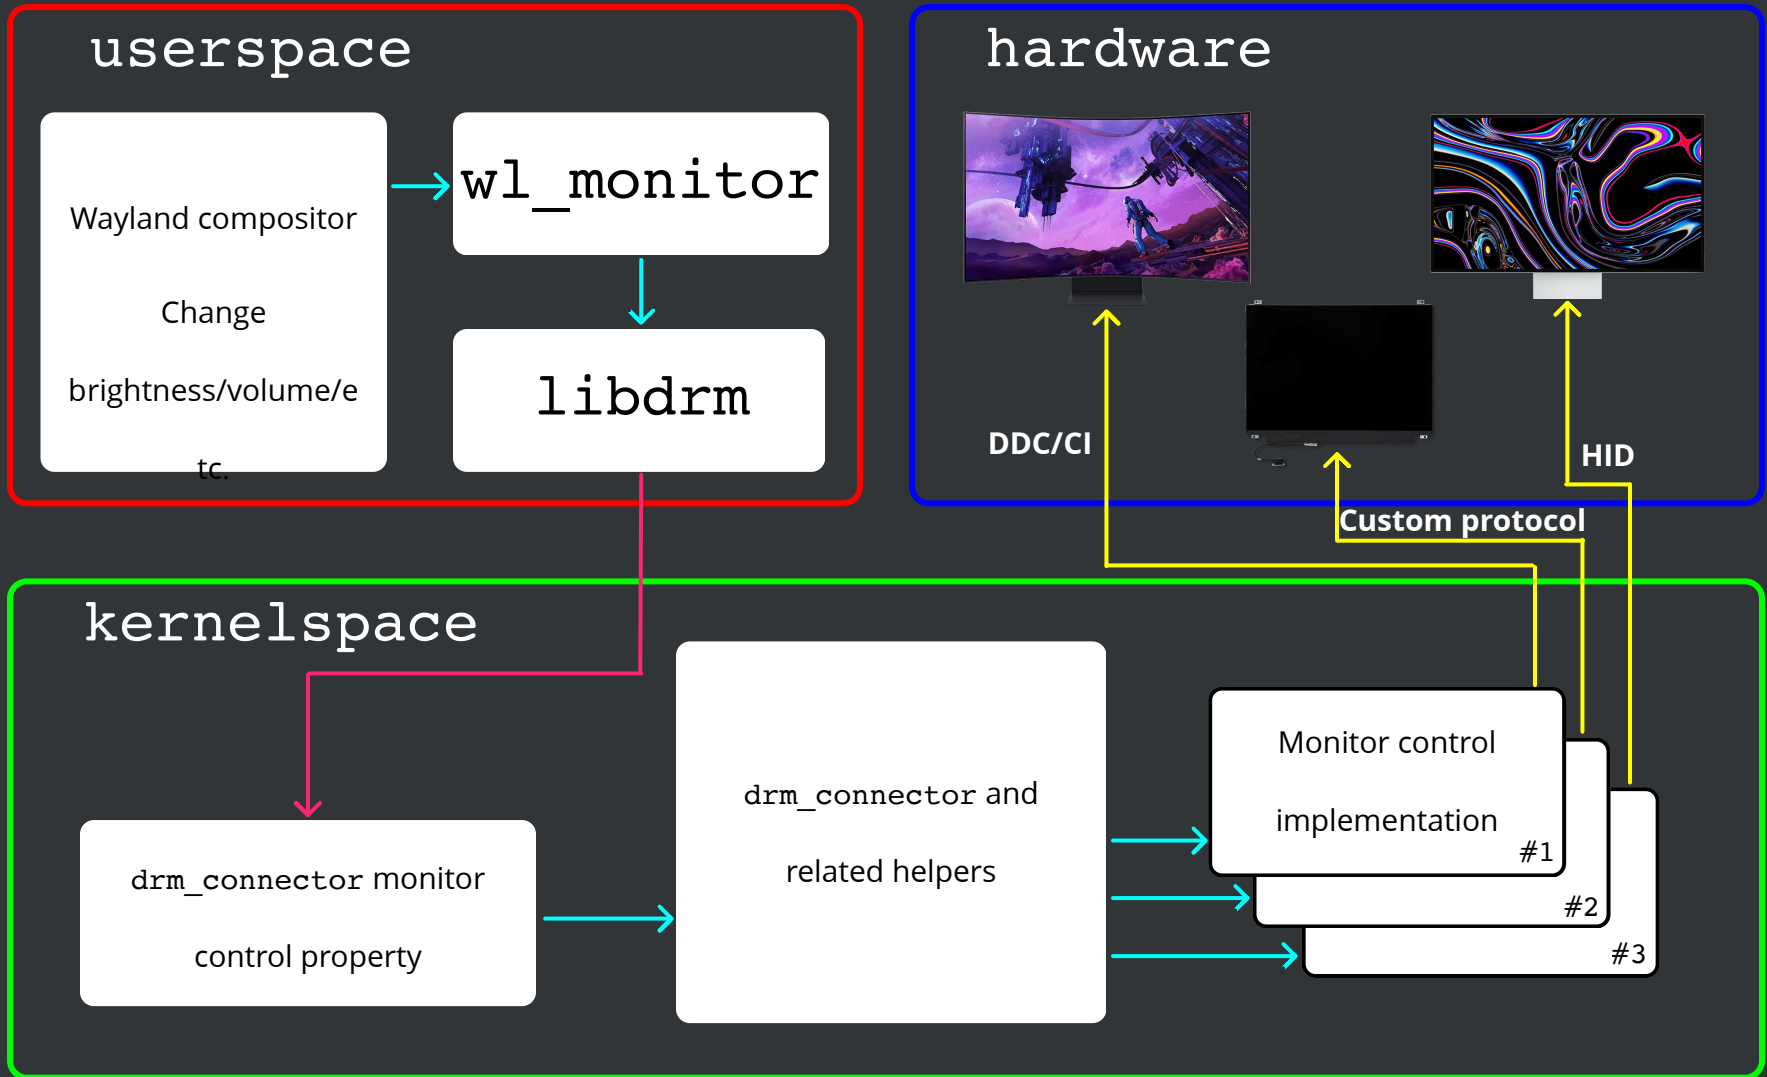 userspace
Wayland compositor
Change
brightness/volume/e
tc.
wl_monitor
libdrm
hardware
DDC/CI
HID
Custom protocol
kernelspace
drm_connector monitor
control property
drm_connector and
related helpers
Monitor control
implementation
#1
#2
#3